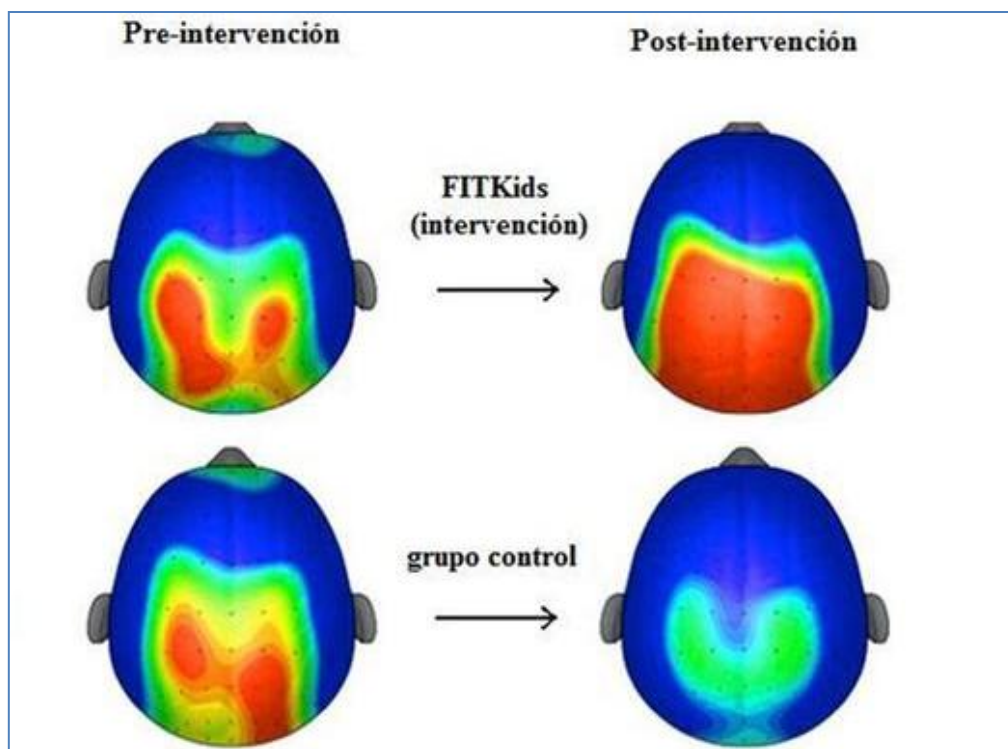 Pre-intervención
Post-intervención
FITKids
(intervención)
grupo control